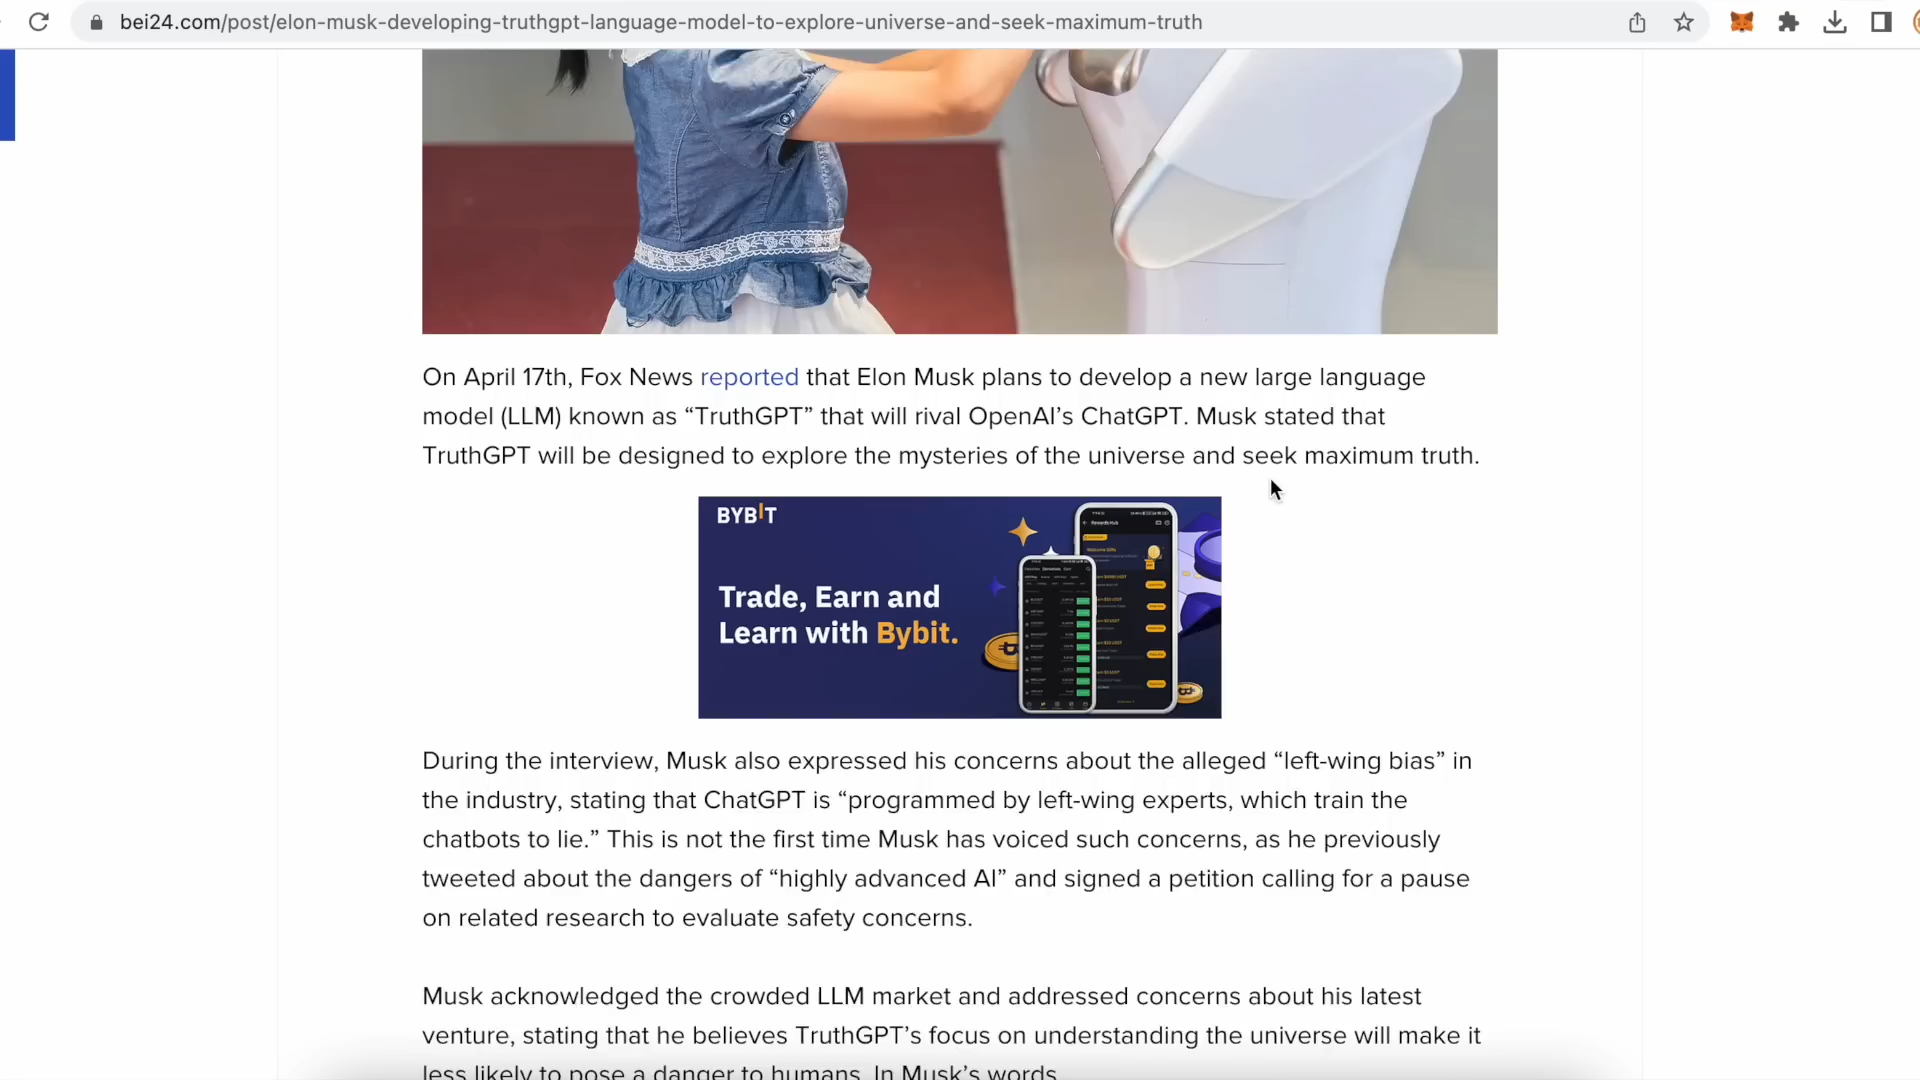 bei24.com/post/elon-musk-developing-truthgpt-language-model-to-explore-universe-and-seek-maximum-truth
On April 17th, Fox News reported that Elon Musk plans to develop a new large language
model (LLM) known as “TruthGPT” that will rival OpenAI’s ChatGPT. Musk stated that
TruthGPT will be designed to explore the mysteries of the universe and seek maximum truth.
BYBIT
Trade, Earn and
Learn with Bybit.
During the interview, Musk also expressed his concerns about the alleged “left-wing bias” in
the industry, stating that ChatGPT is “programmed by left-wing experts, which train the
chatbots to lie.” This is not the first time Musk has voiced such concerns, as he previously
tweeted about the dangers of “highly advanced AI” and signed a petition calling for a pause
on related research to evaluate safety concerns.
Musk acknowledged the crowded LLM market and addressed concerns about his latest
venture, stating that he believes TruthGPT’s focus on understanding the universe will make it
less likely to pose a danger to humans. In Musk’s words